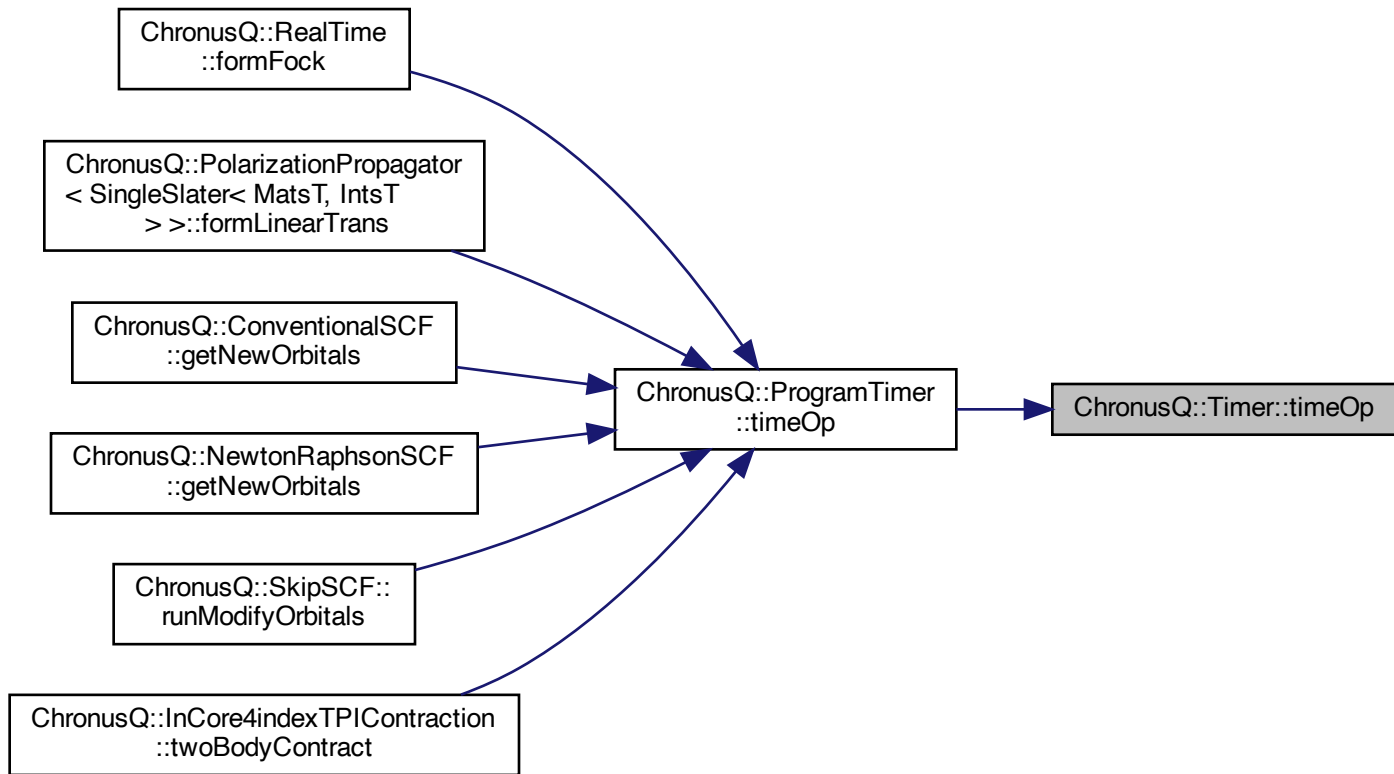 ChronusQ::RealTime
::formFock
ChronusQ::PolarizationPropagator
< SingleSlater< MatsT, IntsT
> >::formLinearTrans
ChronusQ::ConventionalSCF
::getNewOrbitals
ChronusQ::NewtonRaphsonSCF
::getNewOrbitals
ChronusQ::SkipSCF::
runModifyOrbitals
ChronusQ::InCore4indexTPIContraction
::twoBodyContract
ChronusQ::ProgramTimer
::timeOp
ChronusQ::Timer::timeOp